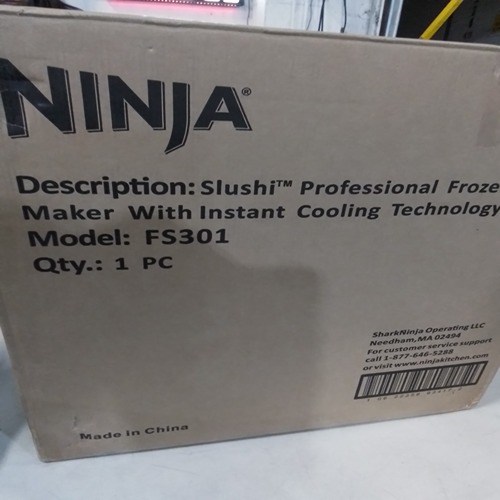 NINJA®
Description: Slushi™ Professional Froze
Maker With Instant Cooling Technology
Model: FS301
Qty.: 1 PC
SharkNinja Operating LLC
Needham, MA 02494
For customer service support
call 1-877-646-5288
or visit www.ninjakitchen.com
Made in China